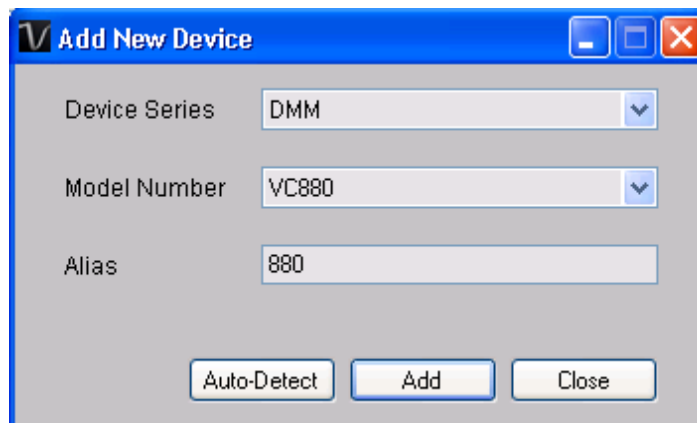 Add New Device
Device Series DMM
Model Number VC880
Alias 880
Auto-Detect Add Close